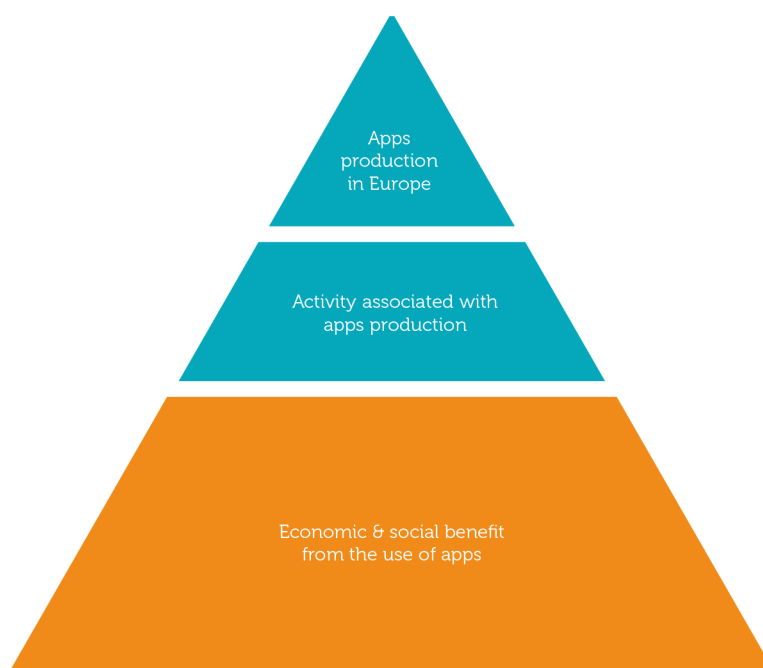 Apps
production
in Europe
Activity associated with
apps production
Economic & social benefit
from the use of apps